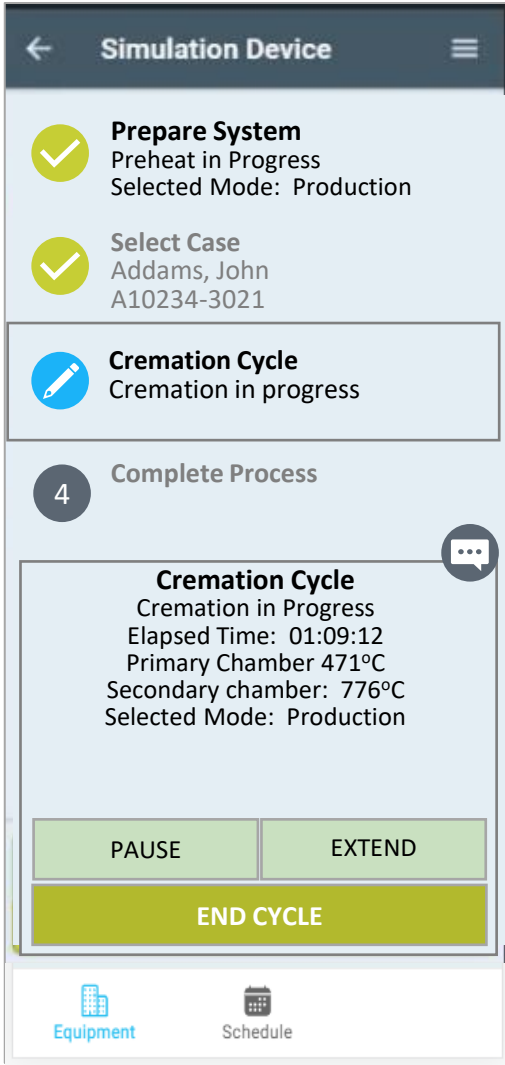 Simulation Device
Prepare System
Preheat in Progress
Selected Mode: Production
Select Case
Addams, John
A10234-3021
Cremation Cycle
Cremation in progress
4
Complete Process
Cremation Cycle
Cremation in Progress
Elapsed Time: 01:09:12
Primary Chamber 471°C
Secondary chamber: 776°C
Selected Mode: Production
PAUSE
EXTEND
END CYCLE
Equipment
Schedule